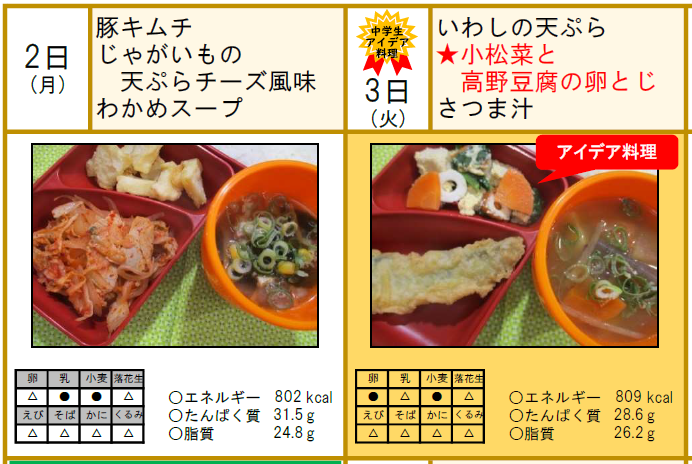 2日
(月)
豚キムチ
じゃがいもの
天ぷらチーズ風味
わかめスープ
中学生
アイデア
料理
3日
(火)
いわしの天ぷら
★小松菜と
高野豆腐の卵とじ
さつま汁
アイデア料理
卵 乳 小麦 落花生
△ ● ● △
えび そば かに くるみ
△ △ △ △
○エネルギー 802 kcal
○たんぱく質 31.5 g
○脂質 24.8 g
卵 乳 小麦 落花生
● △ ● △
えび そば かに くるみ
△ △ △ △
○エネルギー 809 kcal
○たんぱく質 28.6 g
○脂質 26.2 g